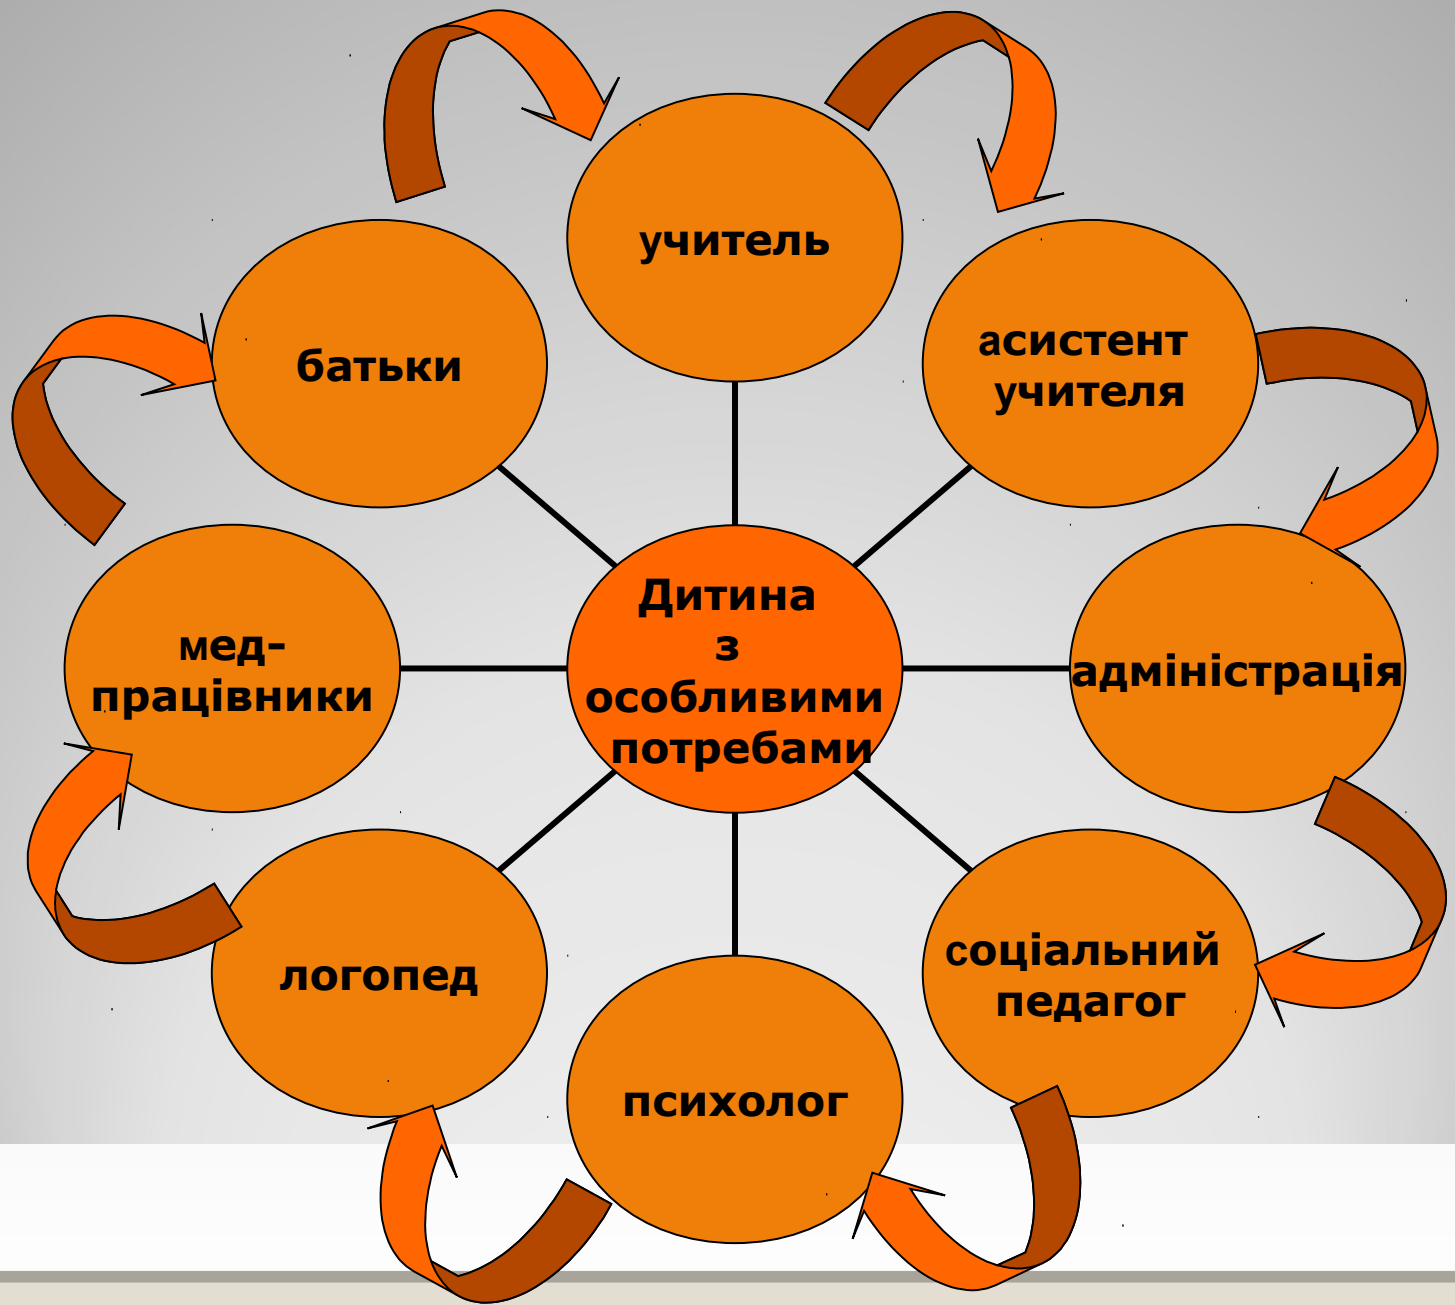 учитель
батьки
асистент
учителя
Дитина
з
особливими
потребами
мед-
працівники
адміністрація
логопед
соціальний
педагог
психолог